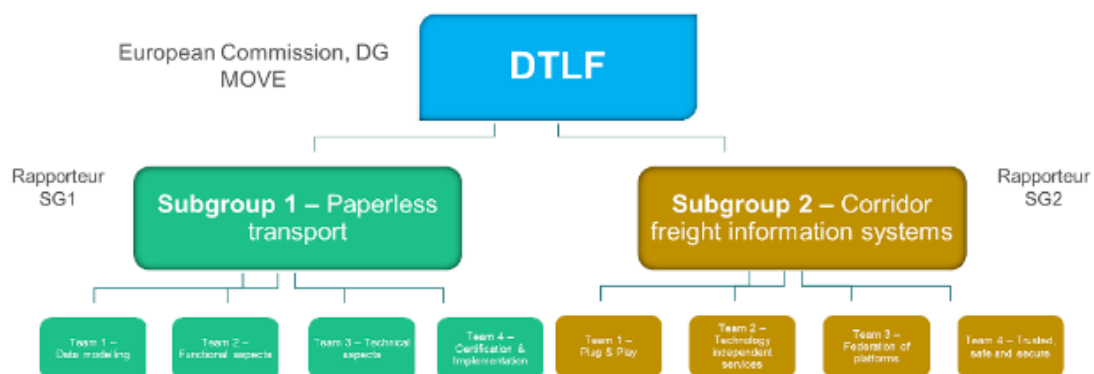 European Commission, DG
MOVE
DTLF
Rapporteur
SG1
Subgroup 1 – Paperless
transport
Subgroup 2 – Corridor
freight information systems
Rapporteur
SG2
Team 1 –
Data modelling
Team 2 –
Functional aspects
Team 3 – Technical
aspects
Team 4 –
Certification &
Implementation
Team 1 –
Plug & Play
Team 2 –
Technology
independent
services
Team 3 –
Federation of
platforms
Team 4 – Trusted,
safe and secure